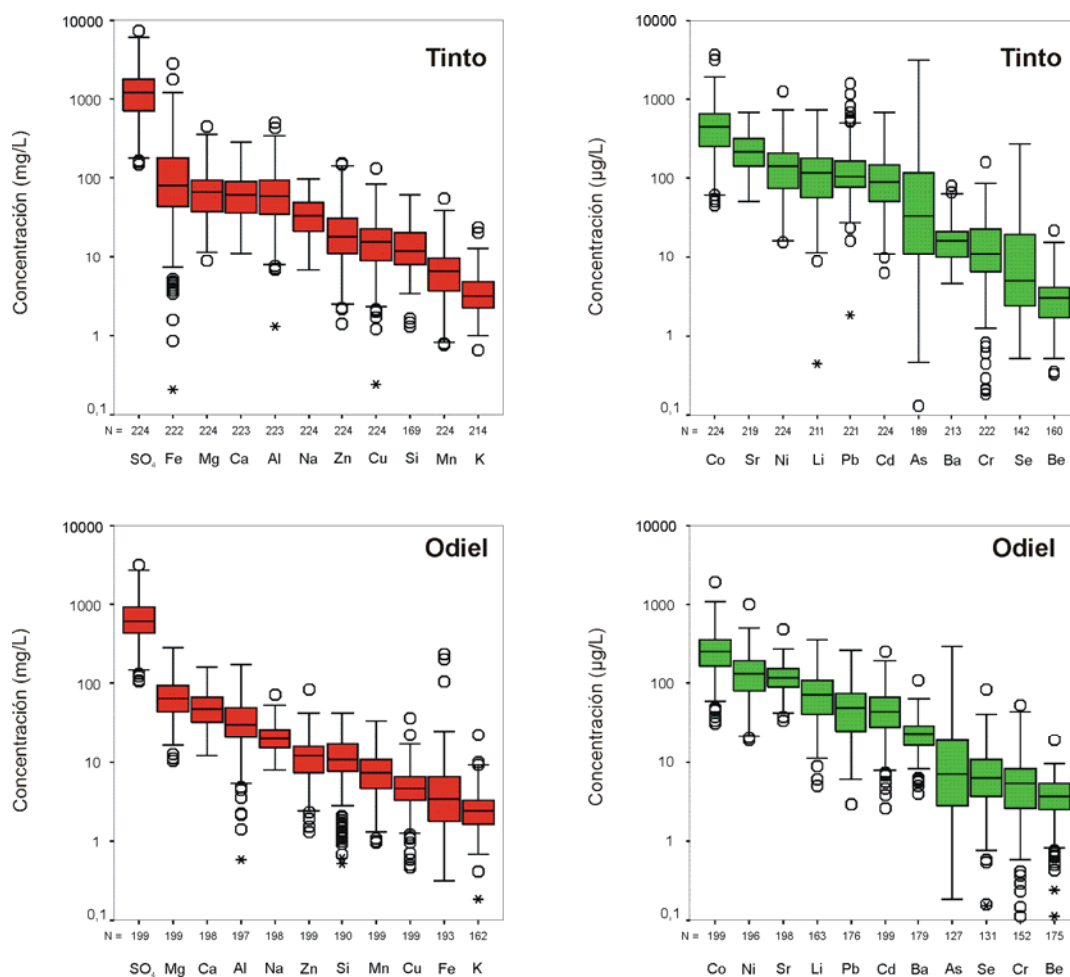 Tinto
Concentración (mg/L)
10000
1000
100
10
1
0,1
N = 224 222 224 223 223 224 224 224 169 224 214
SO₄ Fe Mg Ca Al Na Zn Cu Si Mn K
Tinto
Concentración (µg/L)
10000
1000
100
10
1
0,1
N = 224 219 224 211 221 224 189 213 222 142 160
Co Sr Ni Li Pb Cd As Ba Cr Se Be
Odiel
Concentración (mg/L)
10000
1000
100
10
1
0,1
N = 199 199 198 197 198 199 190 199 199 193 162
SO₄ Mg Ca Al Na Zn Si Mn Cu Fe K
Odiel
Concentración (µg/L)
10000
1000
100
10
1
0,1
N = 199 196 198 163 176 199 179 127 131 152 175
Co Ni Sr Li Pb Cd Ba As Se Cr Be